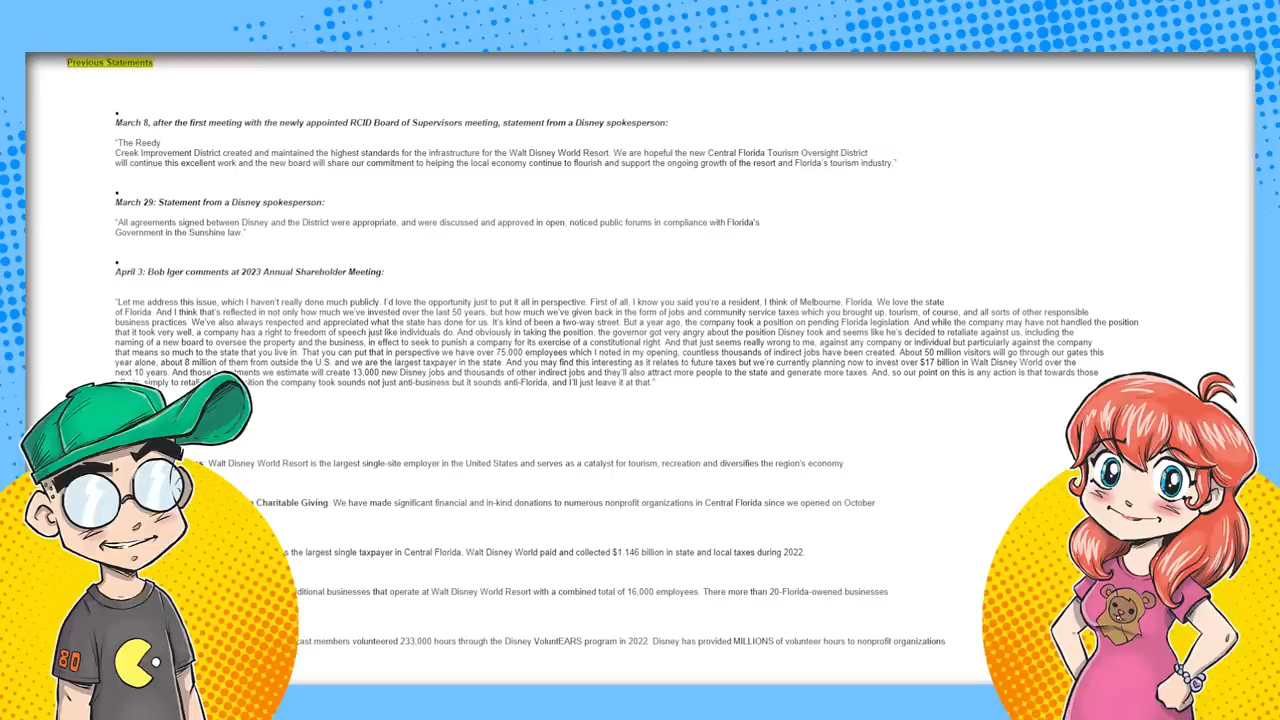 Previous Statements
March 8, after the first meeting with the newly appointed RCID Board of Supervisors meeting, statement from a Disney spokesperson:
“The Reedy
Creek Improvement District created and maintained the highest standards for the infrastructure for the Walt Disney World Resort. We are hopeful the new Central Florida Tourism Oversight District
will continue this excellent work and the new board will share our commitment to helping the local economy continue to flourish and support the ongoing growth of the resort and Florida’s tourism industry.”
March 29: Statement from a Disney spokesperson:
“All agreements signed between Disney and the District were appropriate, and were discussed and approved in open, noticed public forums in compliance with Florida’s
Government in the Sunshine law.”
April 3: Bob Iger comments at 2023 Annual Shareholder Meeting:
“Let me address this issue, which I haven’t really done much publicly. I’d love the opportunity just to put it all in perspective. First of all, I know you said you’re a resident, I think of Melbourne, Florida. We love the state
of Florida. And I think that’s reflected in not only how much we’ve invested over the last 50 years, but how much we’ve given back in the form of jobs and community service taxes which you brought up, tourism, of course, and all sorts of other responsible
business practices. We’ve also always respected and appreciated what the state has done for us. It’s kind of been a two-way street. But a year ago, the company took a position on pending Florida legislation. And while the company may have not handled the position
that it took very well, a company has a right to freedom of speech just like individuals do. And obviously in taking the position, the governor got very angry about the position Disney took and seems like he’s decided to retaliate against us, including the
naming of a new board to oversee the property and the business, in effect to seek to punish a company for its exercise of a constitutional right. And that just seems really wrong to me, against any company or individual but particularly against the company
that means so much to the state that you live in. That you can put that in perspective we have over 75,000 employees which I noted in my opening, countless thousands of indirect jobs have been created. About 50 million visitors will go through our gates this
year alone, about 8 million of them from outside the U.S. and we are the largest taxpayer in the state. And you may find this interesting as it relates to future taxes but we’re currently planning now to invest over $17 billion in Walt Disney World over the
next 10 years. And those we estimate will create 13,000 new Disney jobs and thousands of other indirect jobs and they’ll also attract more people to the state and generate more taxes. And, so our point on this is any action is that towards those
simply to the company took sounds not just anti-business but it sounds anti-Florida, and I’ll just leave it at that.”
Walt Disney World Resort is the largest single-site employer in the United States and serves as a catalyst for tourism, recreation and diversifies the region’s economy
Charitable Giving. We have made significant financial and in-kind donations to numerous nonprofit organizations in Central Florida since we opened on October
the largest single taxpayer in Central Florida. Walt Disney World paid and collected $1.146 billion in state and local taxes during 2022.
businesses that operate at Walt Disney World Resort with a combined total of 16,000 employees. There more than 20-Florida-owned businesses
cast members volunteered 233,000 hours through the Disney VoluntEARS program in 2022 Disney has provided MILLIONS of volunteer hours to nonprofit organizations
80